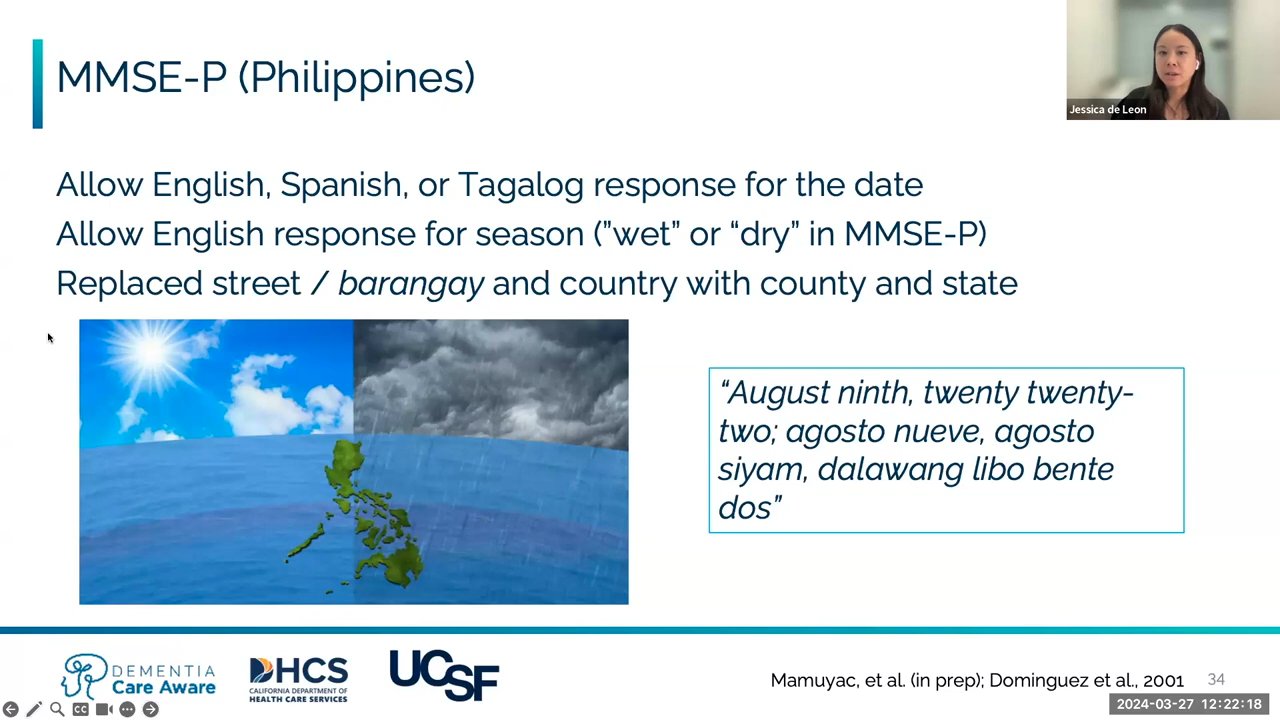 MMSE-P (Philippines)
Jessica de Leon
Allow English, Spanish, or Tagalog response for the date
Allow English response for season (”wet” or “dry” in MMSE-P)
Replaced street / barangay and country with county and state
“August ninth, twenty twenty-
two; agosto nueve, agosto
siyam, dalawang libo bente
dos”
DEMENTIA
Care Aware
DHCS
CALIFORNIA DEPARTMENT OF
HEALTH CARE SERVICES
UCSF
Mamuyac, et al. (in prep); Dominguez et al., 2001
34
CC
2024-03-27 12:22:18